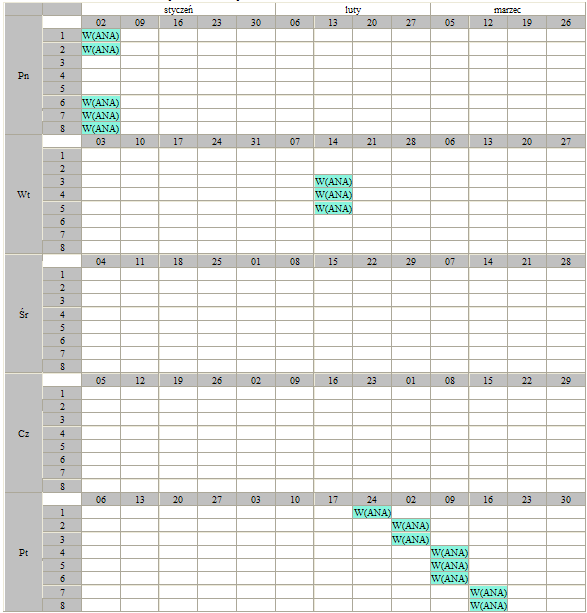 styczeń luty marzec
02 09 16 23 30 06 13 20 27 05 12 19 26
1 W(ANA)
2 W(ANA)
3
Pn 4
5
6 W(ANA)
7 W(ANA)
8 W(ANA)
03 10 17 24 31 07 14 21 28 06 13 20 27
1
2
3 W(ANA)
Wt 4 W(ANA)
5 W(ANA)
6
7
8
04 11 18 25 01 08 15 22 29 07 14 21 28
1
2
3
Śr 4
5
6
7
8
05 12 19 26 02 09 16 23 01 08 15 22 29
1
2
3
Cz 4
5
6
7
8
06 13 20 27 03 10 17 24 02 09 16 23 30
1 W(ANA)
2 W(ANA)
3 W(ANA)
Pt 4 W(ANA)
5 W(ANA)
6 W(ANA)
7 W(ANA)
8 W(ANA)